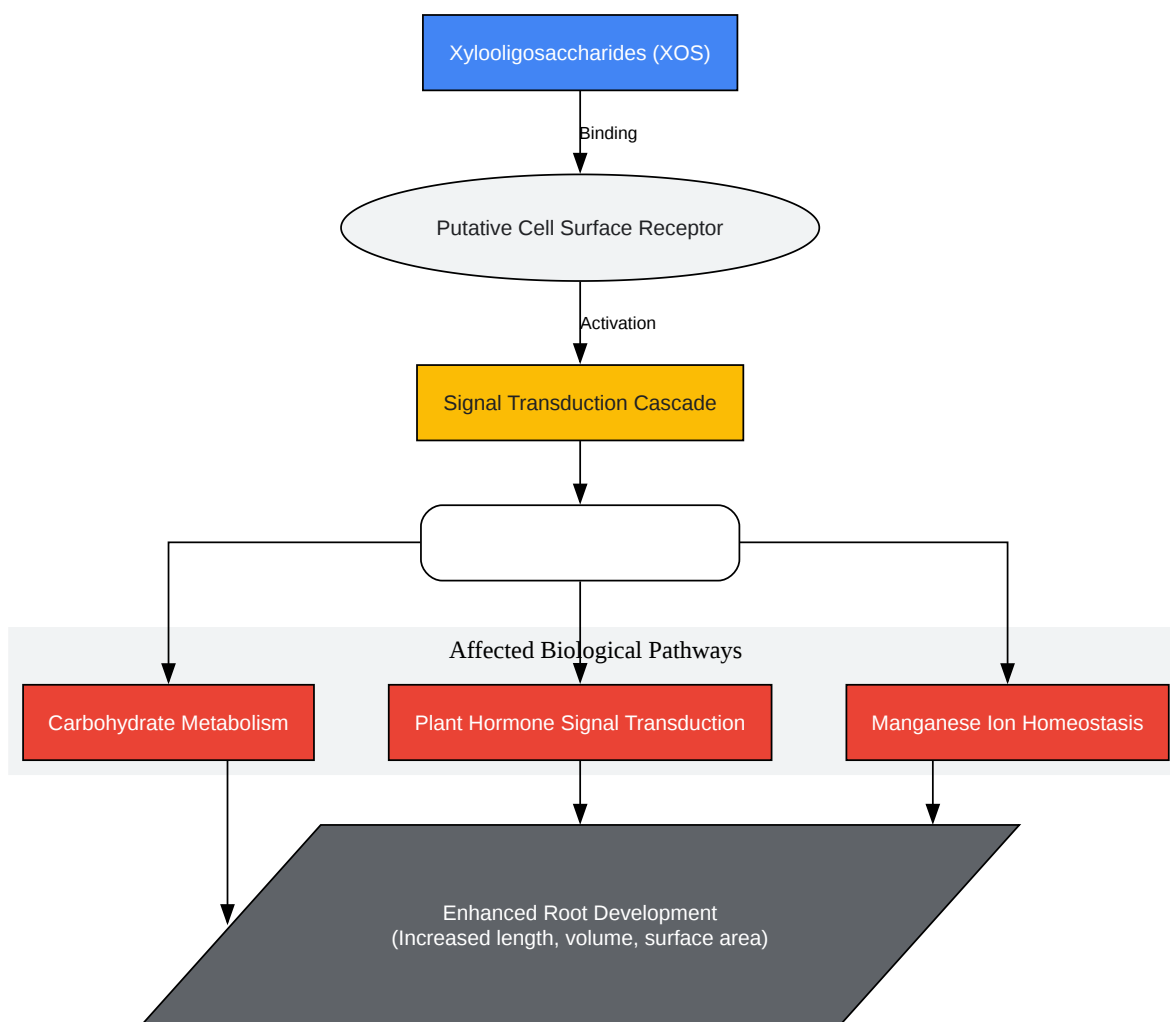 Xylooligosaccharides (XOS)
Binding
Putative Cell Surface Receptor
Activation
Signal Transduction Cascade
Affected Biological Pathways
Carbohydrate Metabolism
Plant Hormone Signal Transduction
Manganese Ion Homeostasis
Enhanced Root Development
(Increased length, volume, surface area)